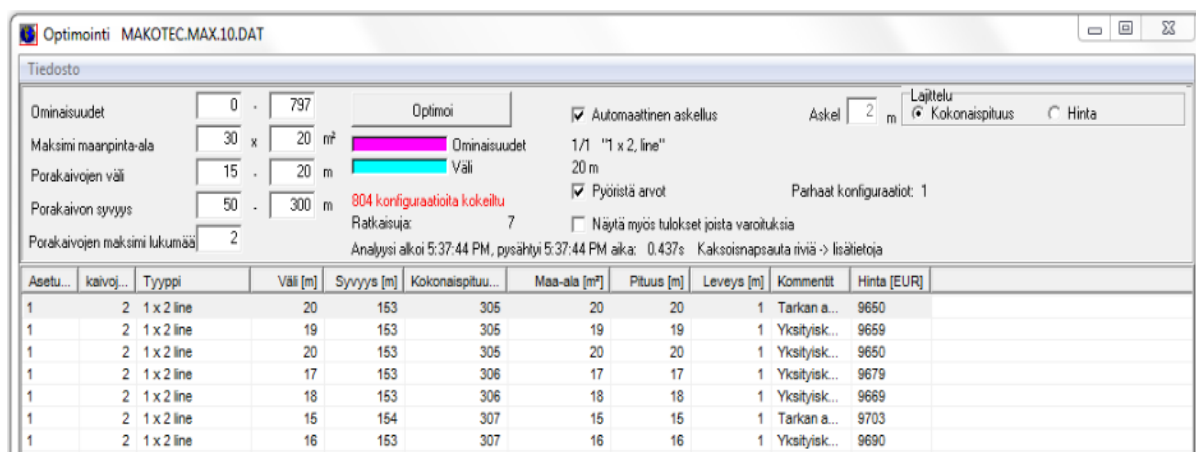 Optimointi MAKOTEC.MAX.10.DAT
Tiedosto
Ominaisuudet 0 - 797
Maksimi maanpinta-ala 30 x 20 m²
Porakaivojen väli 15 - 20 m
Porakaivon syvyys 50 - 300 m
Porakaivojen maksimi lukumää 2
Optimoi
Ominaisuudet
Väli
804 konfiguraatioita kokeiltu
Ratkaisuja: 7
Analyysi alkoi 5:37:44 PM, pysähtyi 5:37:44 PM aika: 0.437s Kaksoisnapsauta riviä -> lisätietoja
Automaattinen askellus
1/1 "1 x 2, line"
20 m
Pyöristä arvot
Näytä myös tulokset joista varoituksia
Askel 2 m
Parhaat konfiguraatiot: 1
Lajittelu
Kokonaispituus Hinta
Asetu... kaivoj... Tyyppi Väli [m] Syvyys [m] Kokonaispituu... Maa-ala [m²] Pituus [m] Leveys [m] Kommentit Hinta [EUR]
1 2 1 x 2 line 20 153 305 20 20 1 Tarkan a... 9650
1 2 1 x 2 line 19 153 305 19 19 1 Yksityisk... 9659
1 2 1 x 2 line 20 153 305 20 20 1 Yksityisk... 9650
1 2 1 x 2 line 17 153 306 17 17 1 Yksityisk... 9679
1 2 1 x 2 line 18 153 306 18 18 1 Yksityisk... 9669
1 2 1 x 2 line 15 154 307 15 15 1 Tarkan a... 9703
1 2 1 x 2 line 16 153 307 16 16 1 Yksityisk... 9690